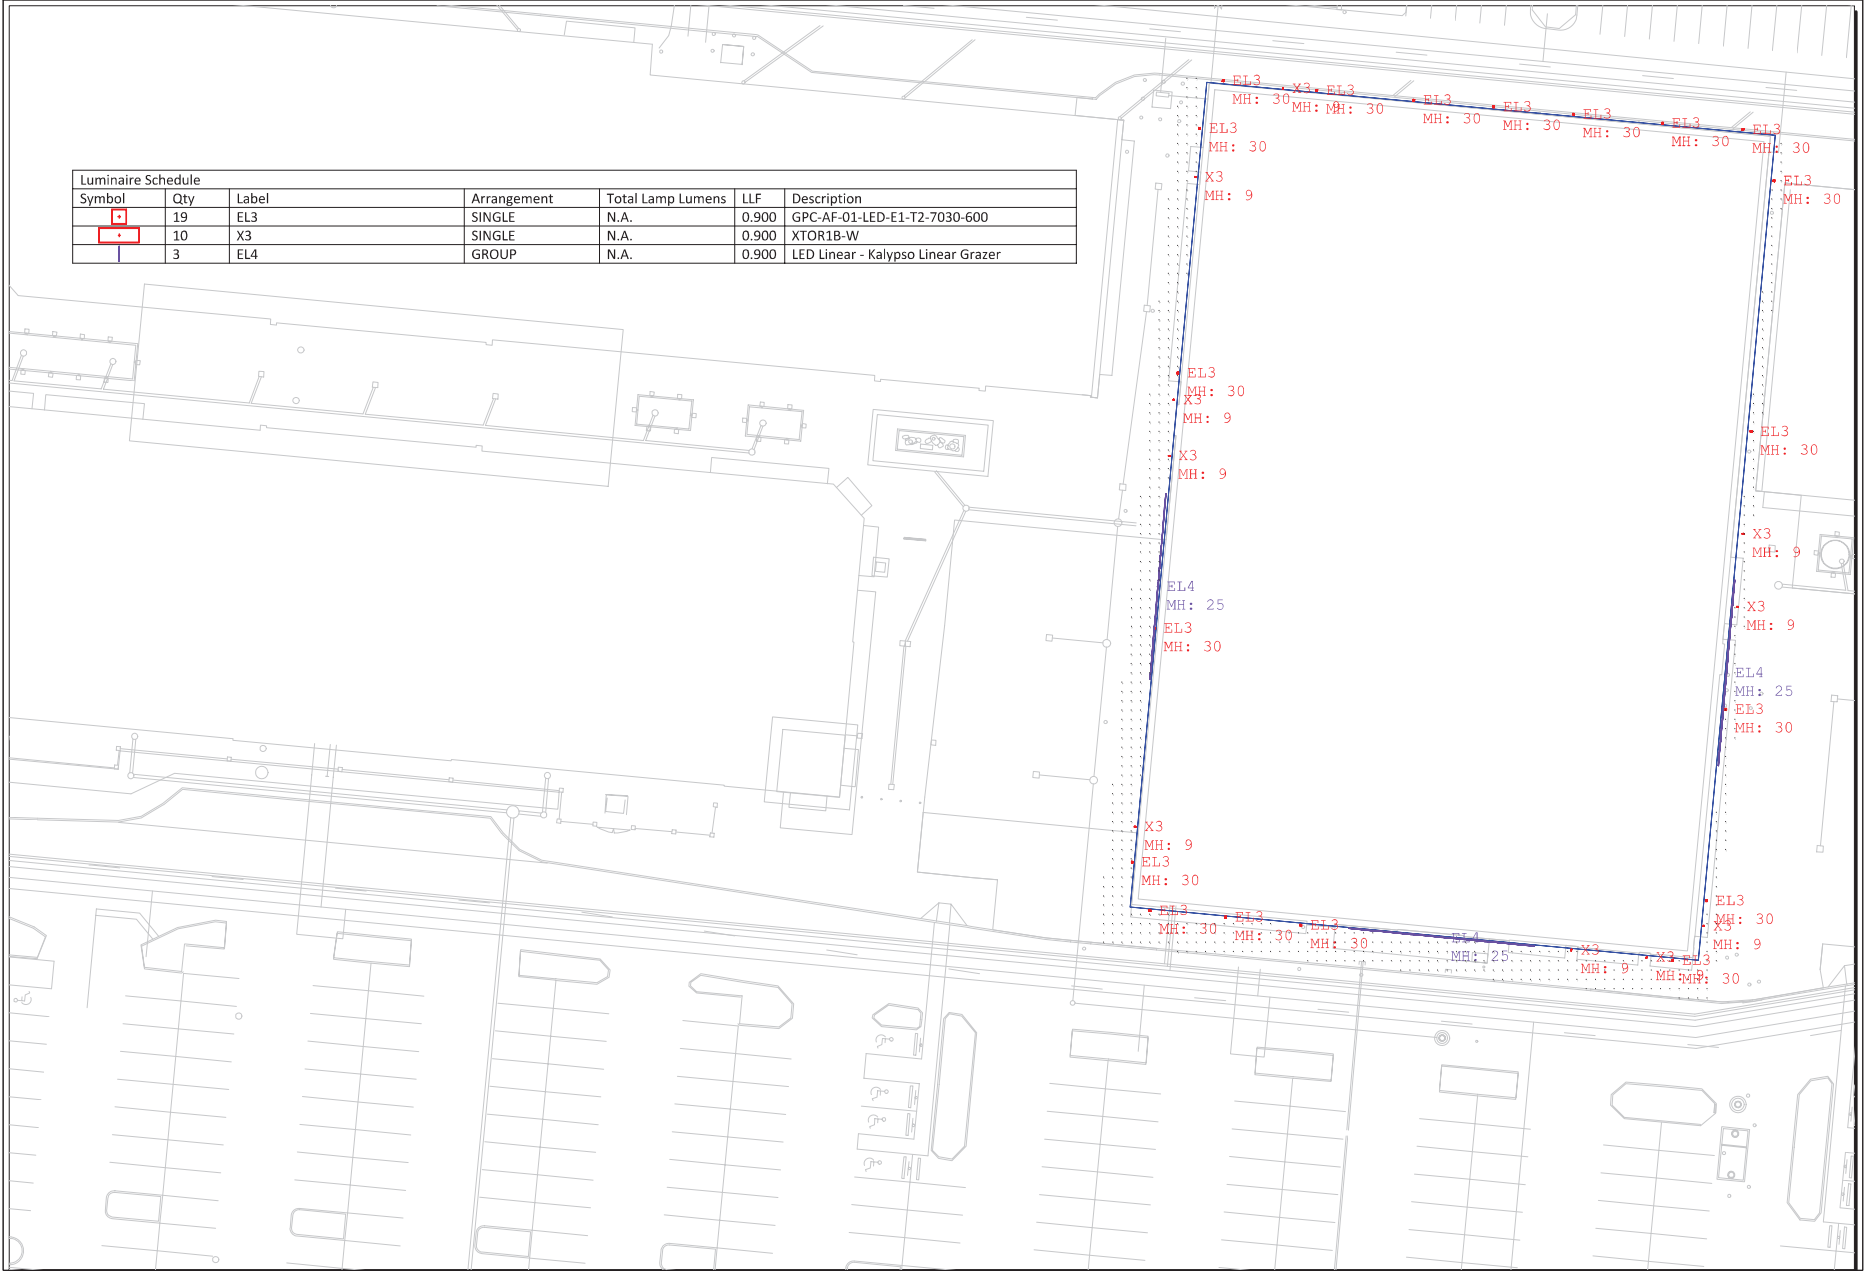 Luminaire Schedule
Symbol Qty Label Arrangement Total Lamp Lumens LLF Description
19 EL3 SINGLE N.A. 0.900 GPC-AF-01-LED-E1-T2-7030-600
10 X3 SINGLE N.A. 0.900 XTOR1B-W
3 EL4 GROUP N.A. 0.900 LED Linear - Kalypso Linear Grazer
EL3
MH: 30
X3
MH: 9
EL3
MH: 30
EL3
MH: 30
EL3
MH: 30
EL3
MH: 30
EL3
MH: 30
EL3
MH: 30
EL3
MH: 30
X3
MH: 9
EL3
MH: 30
EL3
MH: 30
X3
MH: 9
EL3
MH: 30
X3
MH: 9
X3
MH: 9
EL4
MH: 25
X3
MH: 9
EL3
MH: 30
EL4
MH: 25
EL3
MH: 30
X3
MH: 9
EL3
MH: 30
EL3
MH: 30
EL3
MH: 30
EL3
MH: 30
EL4
MH: 25
X3
MH: 9
X3
MH: 9
EL3
MH: 30
EL3
MH: 30
X3
MH: 9